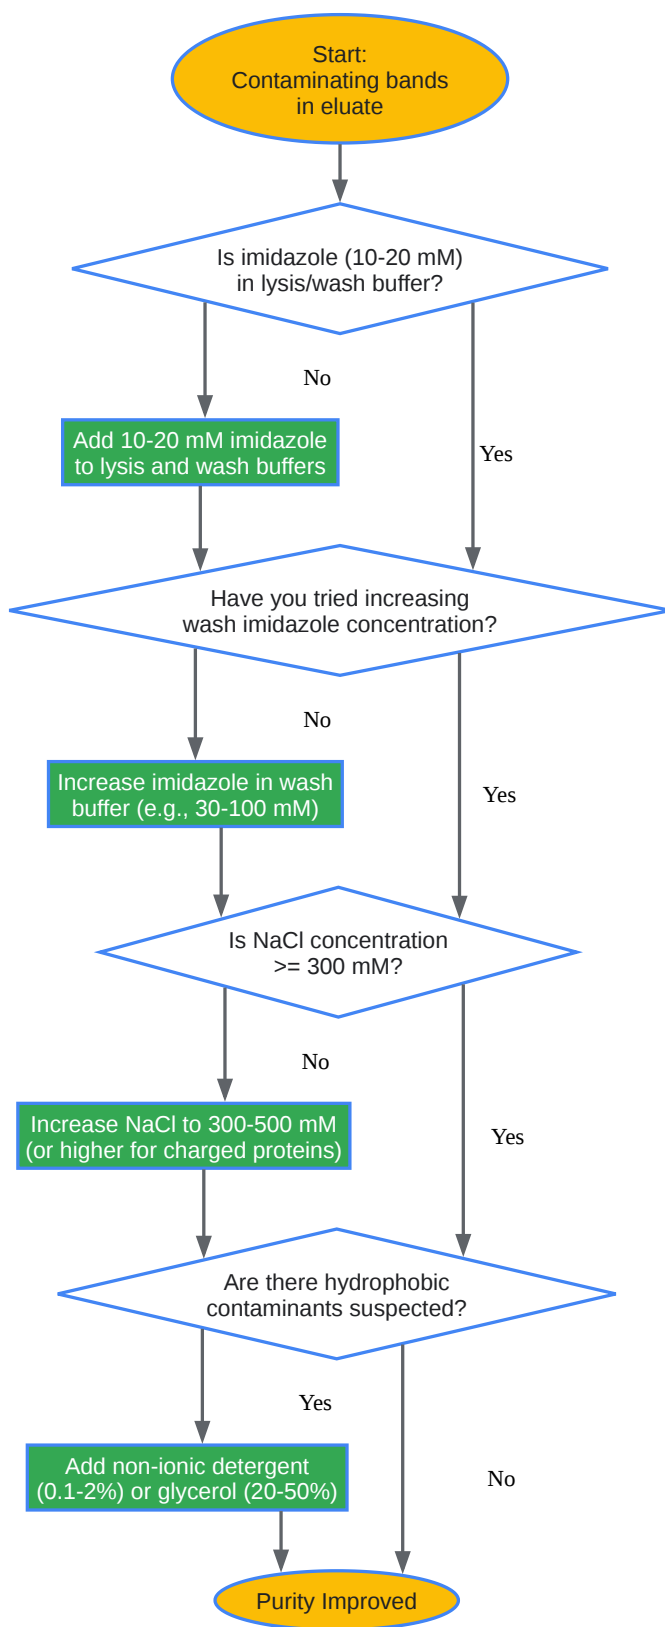 Start:
Contaminating bands
in eluate
Is imidazole (10-20 mM)
in lysis/wash buffer?
No
Add 10-20 mM imidazole
to lysis and wash buffers
Yes
Have you tried increasing
wash imidazole concentration?
No
Increase imidazole in wash
buffer (e.g., 30-100 mM)
Yes
Is NaCl concentration
>= 300 mM?
No
Increase NaCl to 300-500 mM
(or higher for charged proteins)
Yes
Are there hydrophobic
contaminants suspected?
Yes
Add non-ionic detergent
(0.1-2%) or glycerol (20-50%)
No
Purity Improved